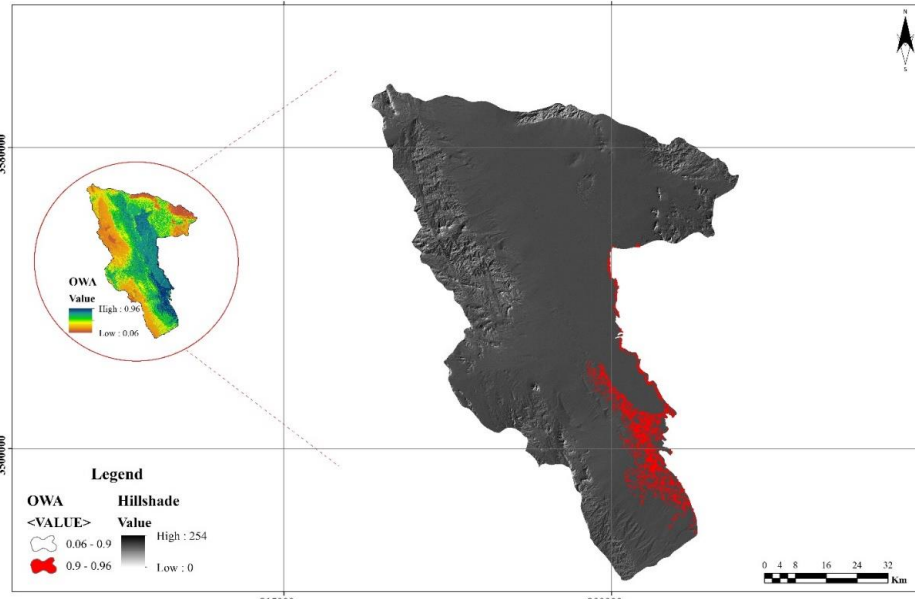 N
S
3580000
OWA
Value
High : 0.96
Low : 0.06
3500000
Legend
OWA
Hillshade
<VALUE>
Value
0.06 - 0.9
High : 254
0.9 - 0.96
Low : 0
0 4 8 16 24 32
Km